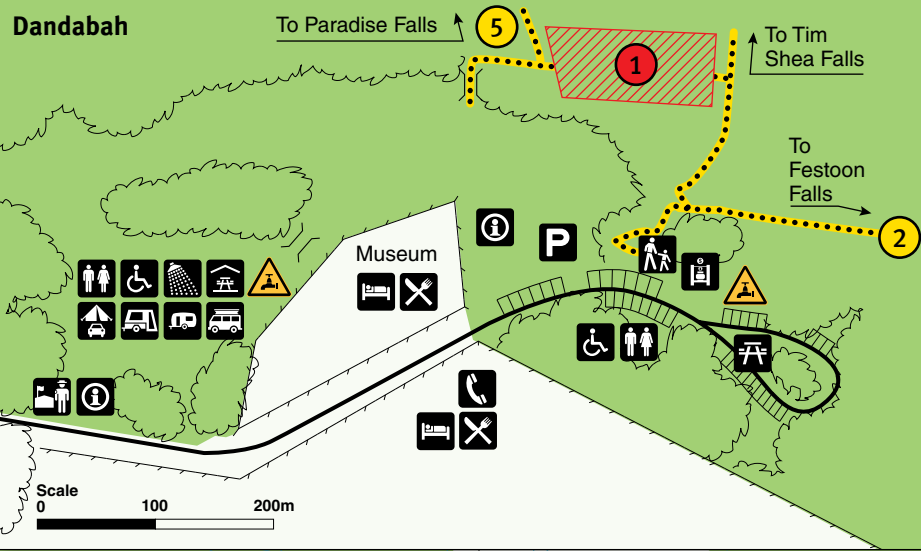 Dandabah
To Paradise Falls
5
1
To Tim
Shea Falls
To
Festoon
Falls
2
Museum
P
Scale
0 100 200m